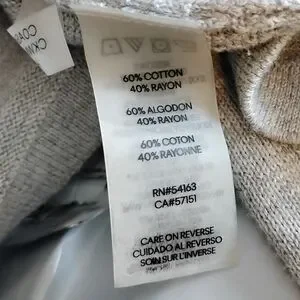 60% COTTON
40% RAYON
60% ALGODON
40% RAYON
60% COTON
40% RAYONNE
RN#54163
CA#57151
CARE ON REVERSE
CUIDADO AL REVERSO
SOIN SUR L'INVERSE